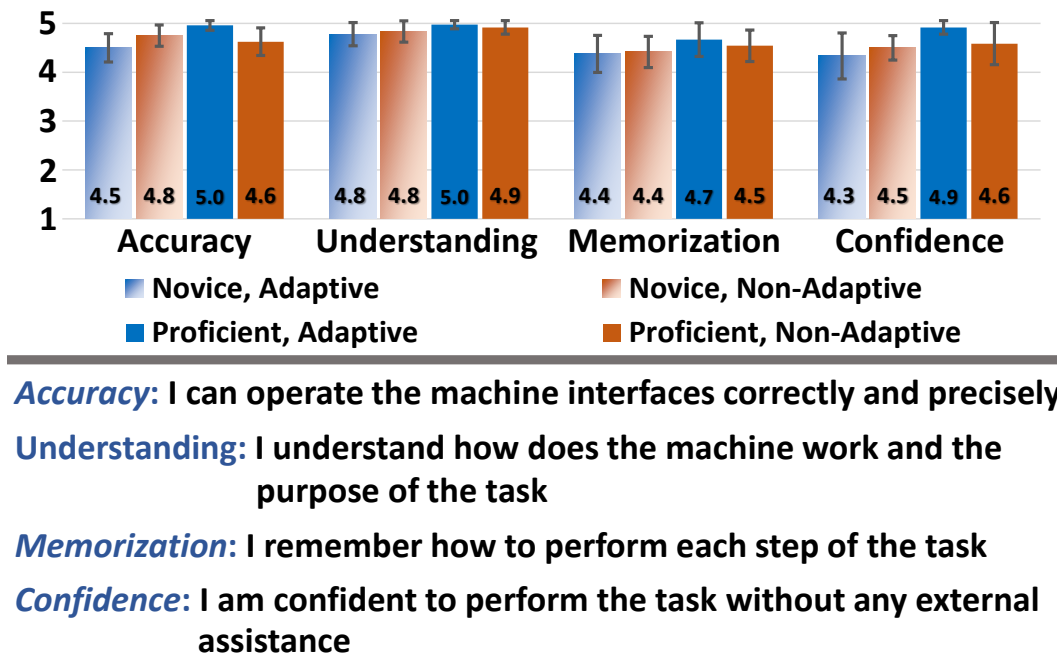 5
4
3
2
1
4.5 4.8 5.0 4.6 4.8 4.8 5.0 4.9 4.4 4.4 4.7 4.5 4.3 4.5 4.9 4.6
Accuracy Understanding Memorization Confidence
Novice, Adaptive Novice, Non-Adaptive
Proficient, Adaptive Proficient, Non-Adaptive
Accuracy: I can operate the machine interfaces correctly and precisely
Understanding: I understand how does the machine work and the
purpose of the task
Memorization: I remember how to perform each step of the task
Confidence: I am confident to perform the task without any external
assistance